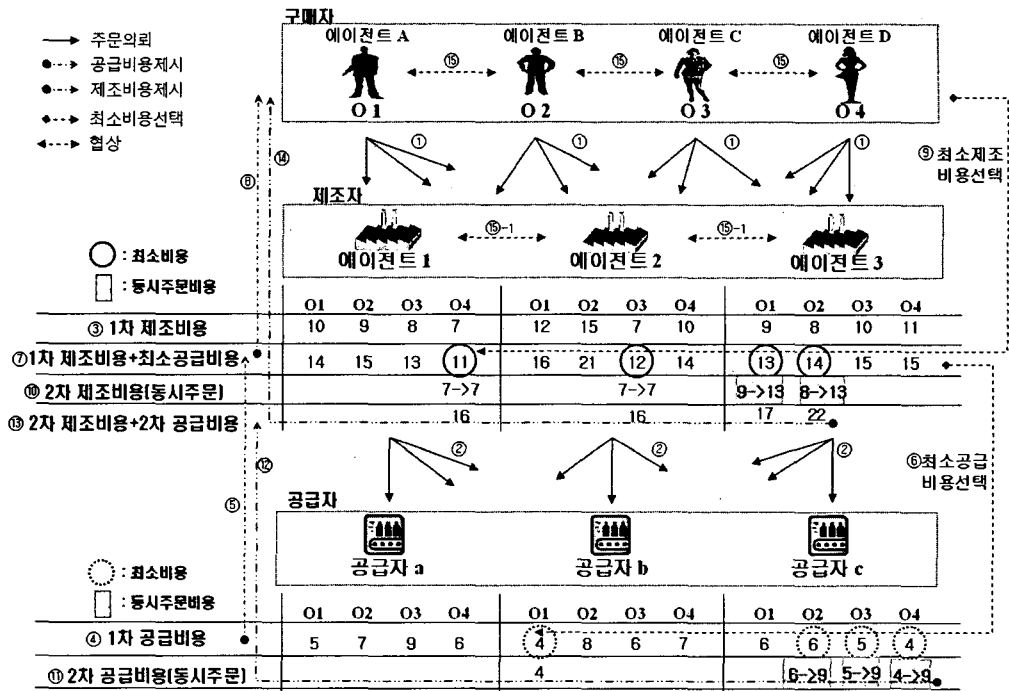 구매자
에이전트 A 에이전트 B 에이전트 C 에이전트 D
주문의뢰
공급비용제시
제조비용제시
최소비용선택
협상
⑮ ⑮ ⑮
O 1 O 2 O 3 O 4
① ① ① ①
⑧ ⑭
⑨ 최소제조
비용선택
제조자
⑮-1 ⑮-1
에이전트 1 에이전트 2 에이전트 3
: 최소비용
: 동시주문비용
O1 O2 O3 O4 O1 O2 O3 O4 O1 O2 O3 O4
③ 1차 제조비용 10 9 8 7 12 15 7 10 9 8 10 11
⑦ 1차 제조비용+최소공급비용 14 15 13 11 16 21 12 14 13 14 15 15
⑩ 2차 제조비용(동시주문) 7->7 7->7 9->13 8->13
⑬ 2차 제조비용+2차 공급비용 16 16 17 22
⑫ ② ② ②
⑤
⑥최소공급
비용선택
공급자
공급자 a 공급자 b 공급자 c
: 최소비용
: 동시주문비용
O1 O2 O3 O4 O1 O2 O3 O4 O1 O2 O3 O4
④ 1차 공급비용 5 7 9 6 4 8 6 7 6 6 5 4
⑪ 2차 공급비용(동시주문) 4 6->9 5->9 4->9